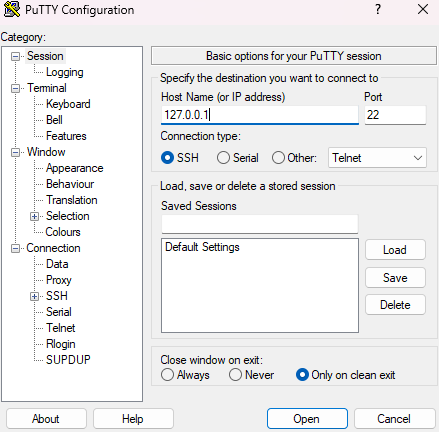 PuTTY Configuration ? ×
Category:
Session
Logging
Terminal
Keyboard
Bell
Features
Window
Appearance
Behaviour
Translation
Selection
Colours
Connection
Data
Proxy
SSH
Serial
Telnet
Rlogin
SUPDUP
Basic options for your PuTTY session
Specify the destination you want to connect to
Host Name (or IP address) Port
127.0.0.1 22
Connection type:
SSH Serial Other: Telnet
Load, save or delete a stored session
Saved Sessions
Default Settings
Load
Save
Delete
Close window on exit:
Always Never Only on clean exit
About Help Open Cancel